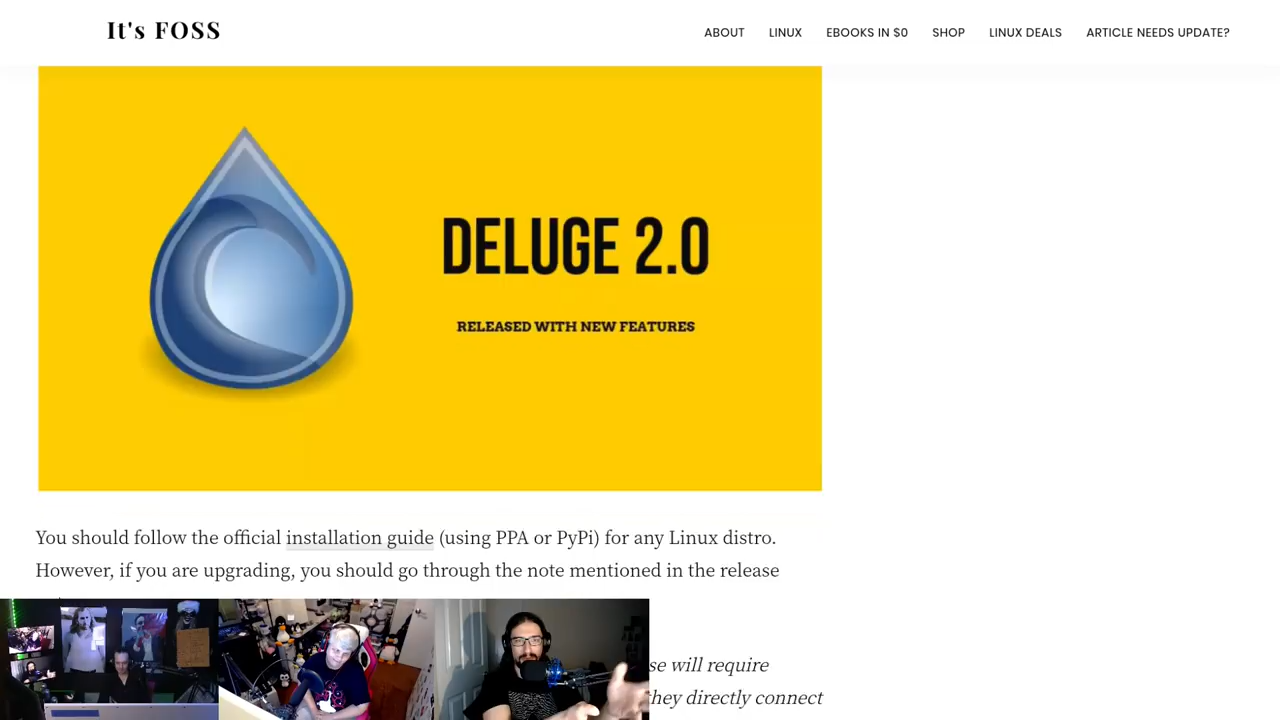 It's FOSS
ABOUT LINUX EBOOKS IN $0 SHOP LINUX DEALS ARTICLE NEEDS UPDATE?
DELUGE 2.0
RELEASED WITH NEW FEATURES
You should follow the official installation guide (using PPA or PyPi) for any Linux distro.
However, if you are upgrading, you should go through the note mentioned in the release
se will require
they directly connect